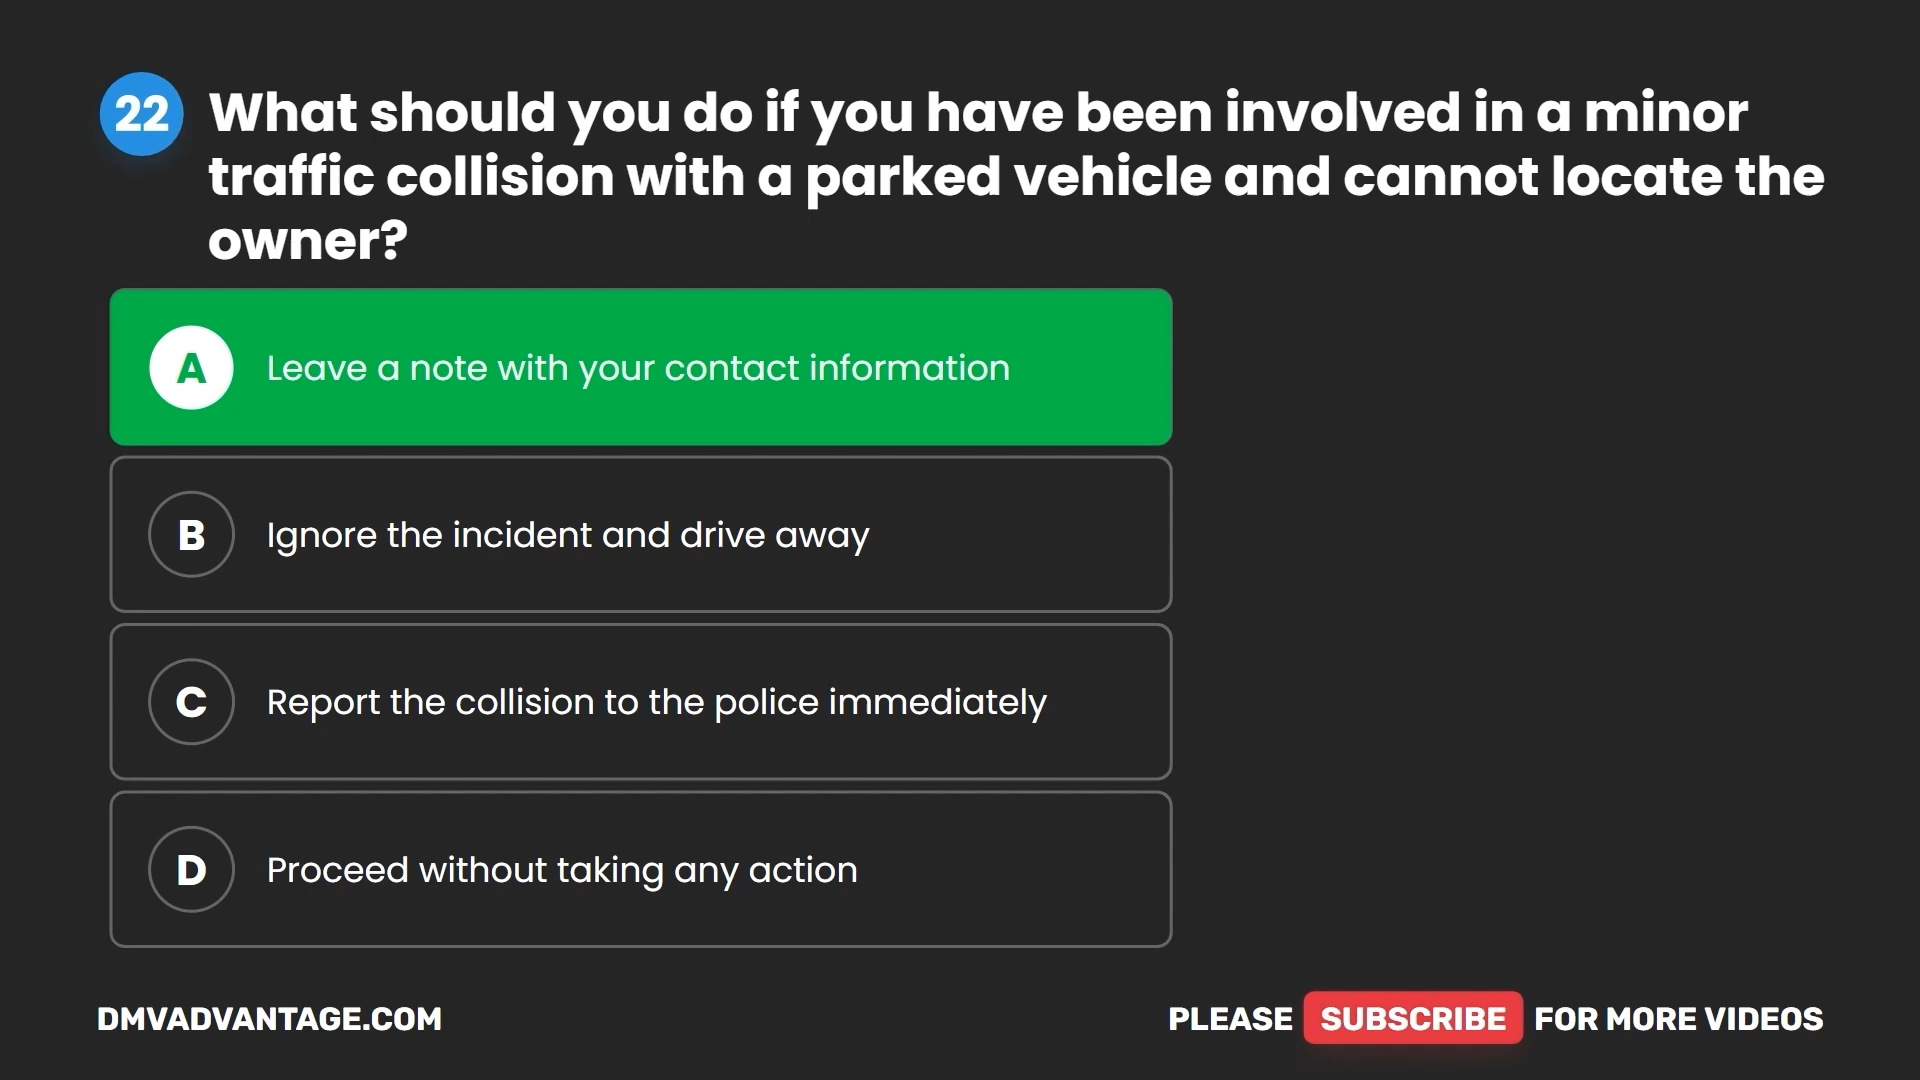 22 What should you do if you have been involved in a minor
traffic collision with a parked vehicle and cannot locate the
owner?
A Leave a note with your contact information
B Ignore the incident and drive away
C Report the collision to the police immediately
D Proceed without taking any action
DMVADVANTAGE.COM PLEASE SUBSCRIBE FOR MORE VIDEOS